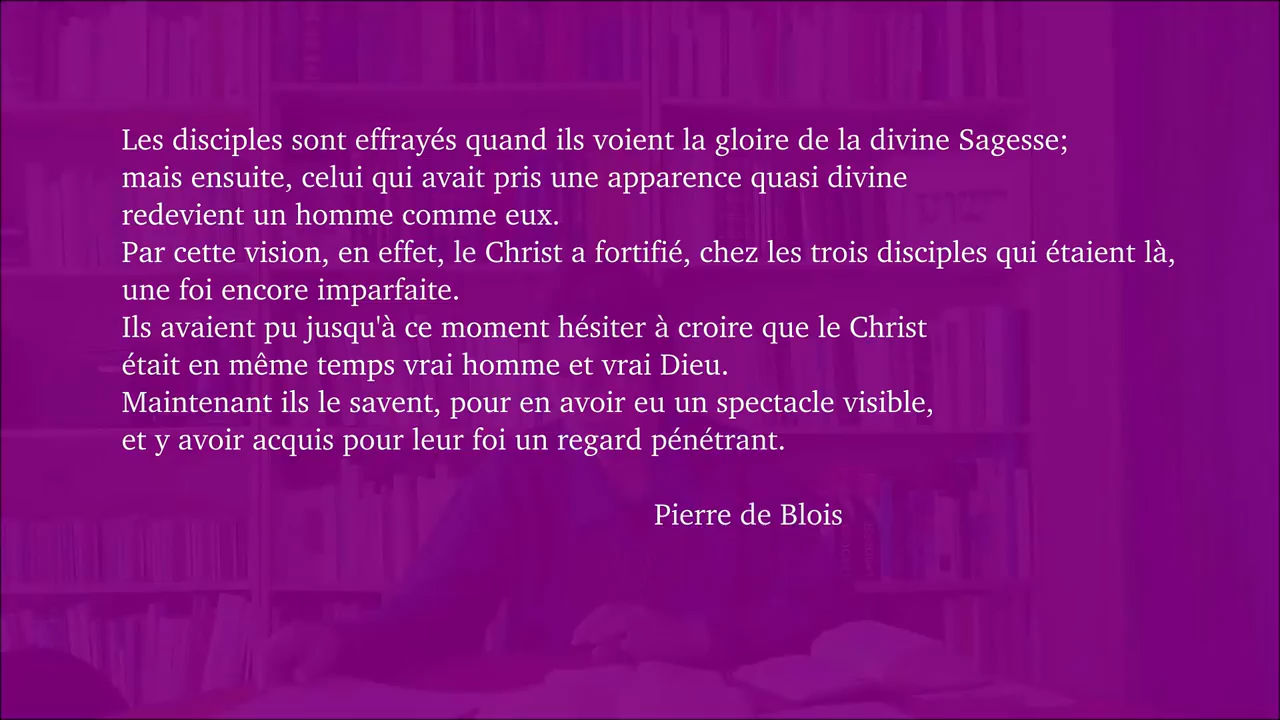 Les disciples sont effrayés quand ils voient la gloire de la divine Sagesse;
mais ensuite, celui qui avait pris une apparence quasi divine
redevient un homme comme eux.
Par cette vision, en effet, le Christ a fortifié, chez les trois disciples qui étaient là,
une foi encore imparfaite.
Ils avaient pu jusqu'à ce moment hésiter à croire que le Christ
était en même temps vrai homme et vrai Dieu.
Maintenant ils le savent, pour en avoir eu un spectacle visible,
et y avoir acquis pour leur foi un regard pénétrant.
Pierre de Blois